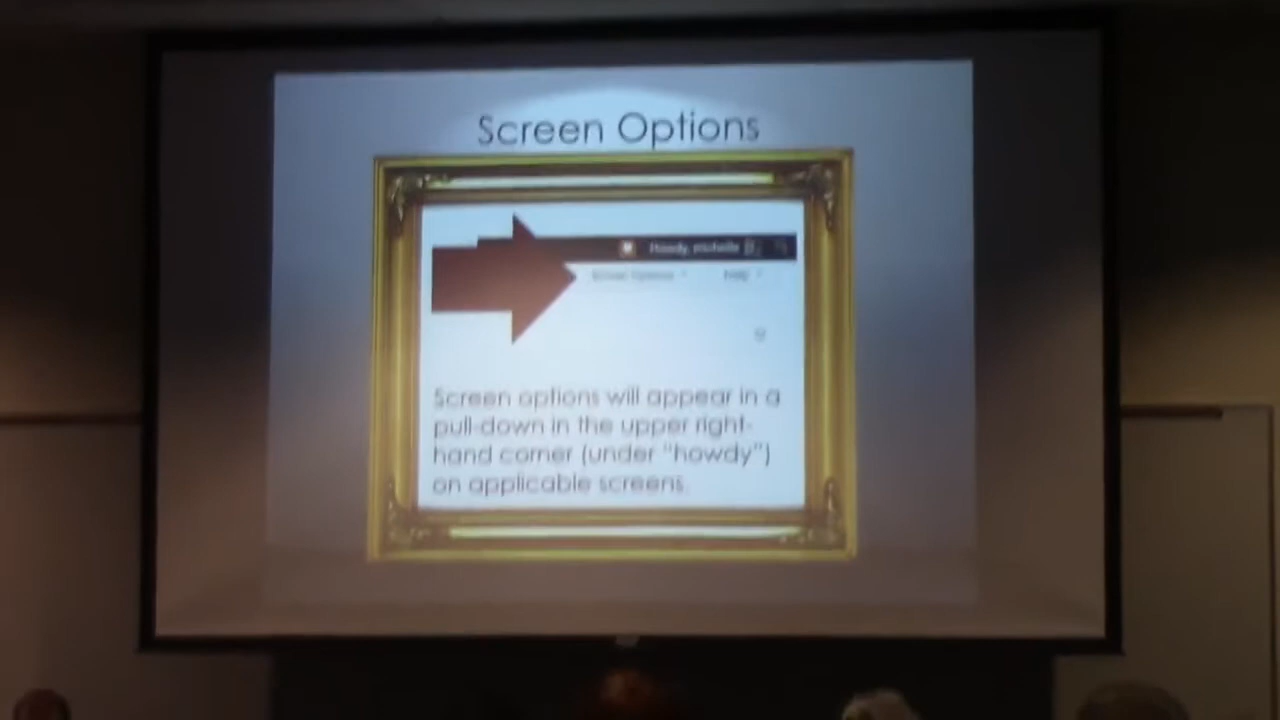 Screen Options
Howdy, michelle
Screen Options
Help
Screen options will appear in a
pull-down in the upper right-
hand corner (under "howdy")
on applicable screens.